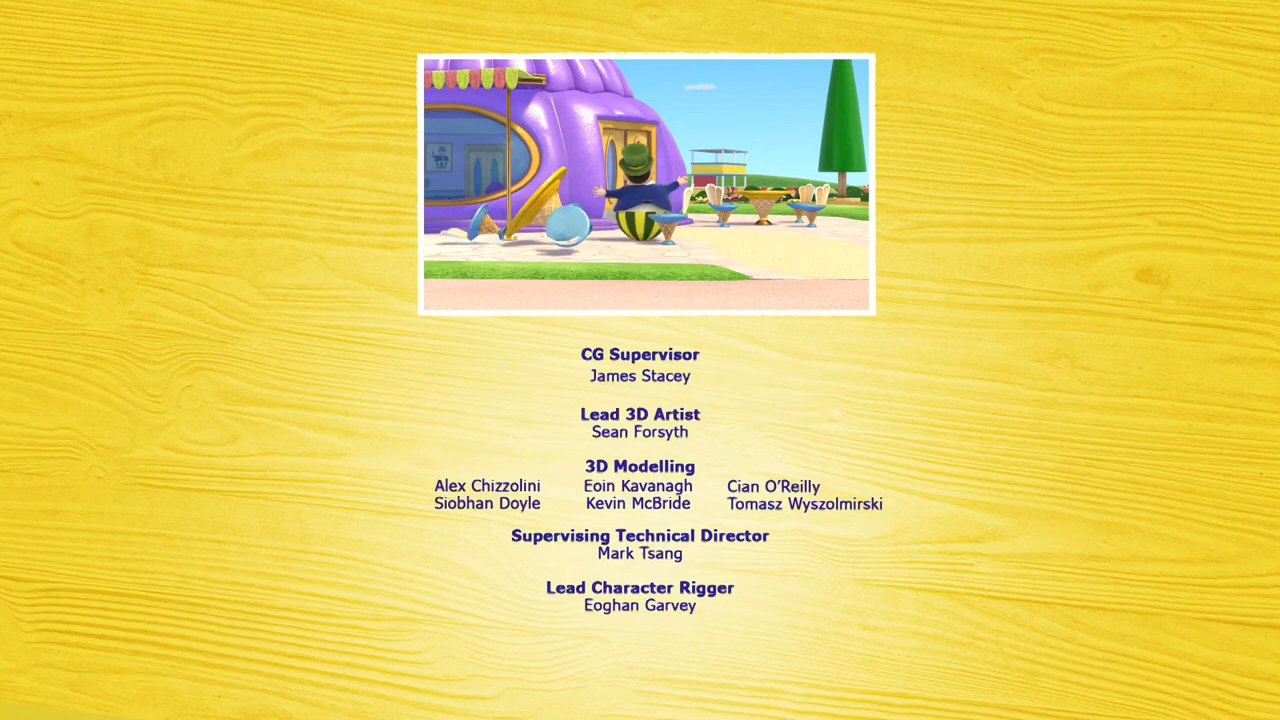 CG Supervisor
James Stacey
Lead 3D Artist
Sean Forsyth
3D Modelling
Alex Chizzolini Eoin Kavanagh Cian O'Reilly
Siobhan Doyle Kevin McBride Tomasz Wyszolmirski
Supervising Technical Director
Mark Tsang
Lead Character Rigger
Eoghan Garvey